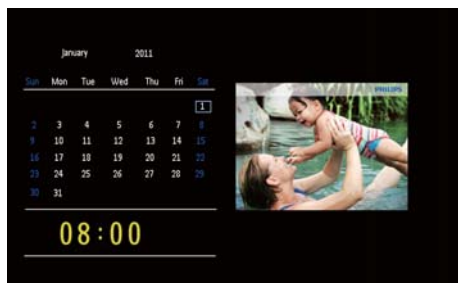 January 2011
Sun Mon Tue Wed Thu Fri Sat
1
2 3 4 5 6 7 8
9 10 11 12 13 14 15
16 17 18 19 20 21 22
23 24 25 26 27 28 29
30 31
08:00
PHILIPS